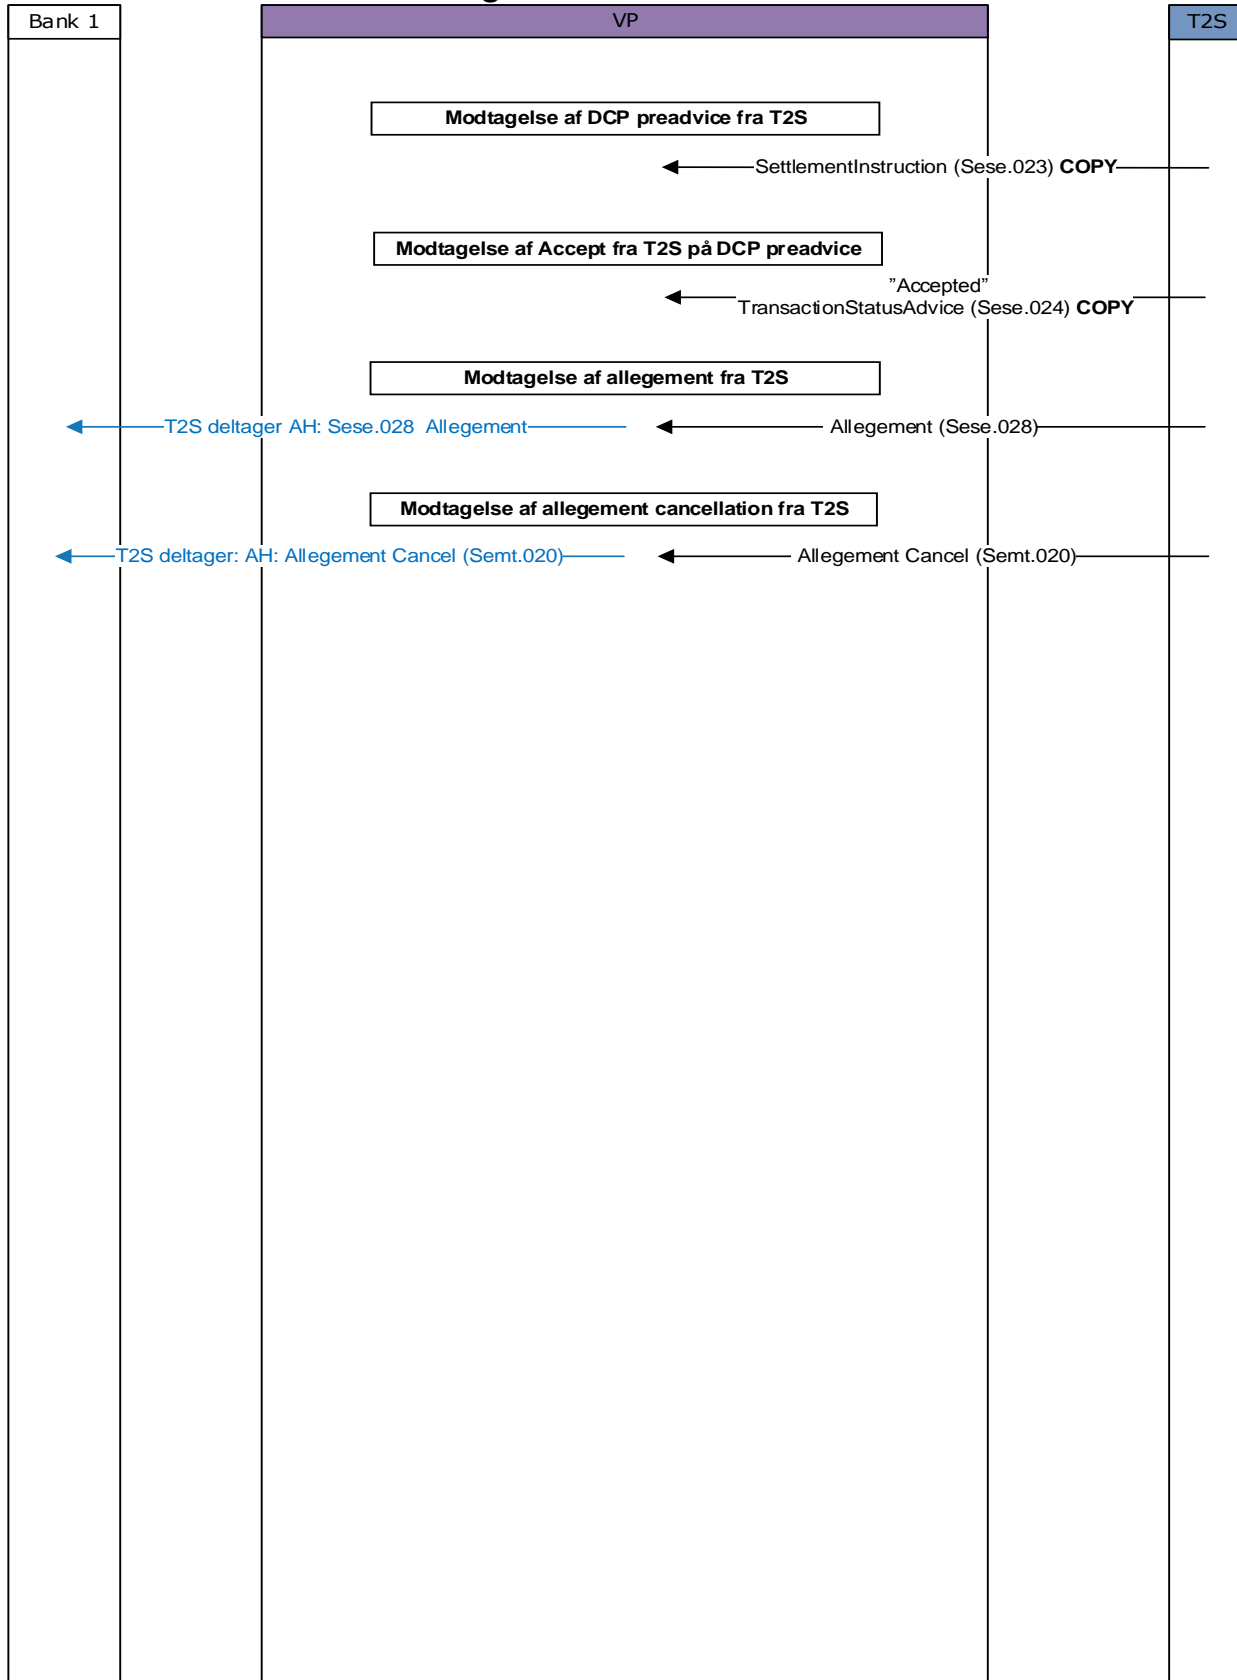 Bank 1
VP
T2S
Modtagelse af DCP preadvice fra T2S
SettlementInstruction (Sese.023) COPY
Modtagelse af Accept fra T2S på DCP preadvice
”Accepted”
TransactionStatusAdvice (Sese.024) COPY
Modtagelse af allegement fra T2S
T2S deltager AH: Sese.028 Allegement
Allegement (Sese.028)
Modtagelse af allegement cancellation fra T2S
T2S deltager: AH: Allegement Cancel (Semt.020)
Allegement Cancel (Semt.020)